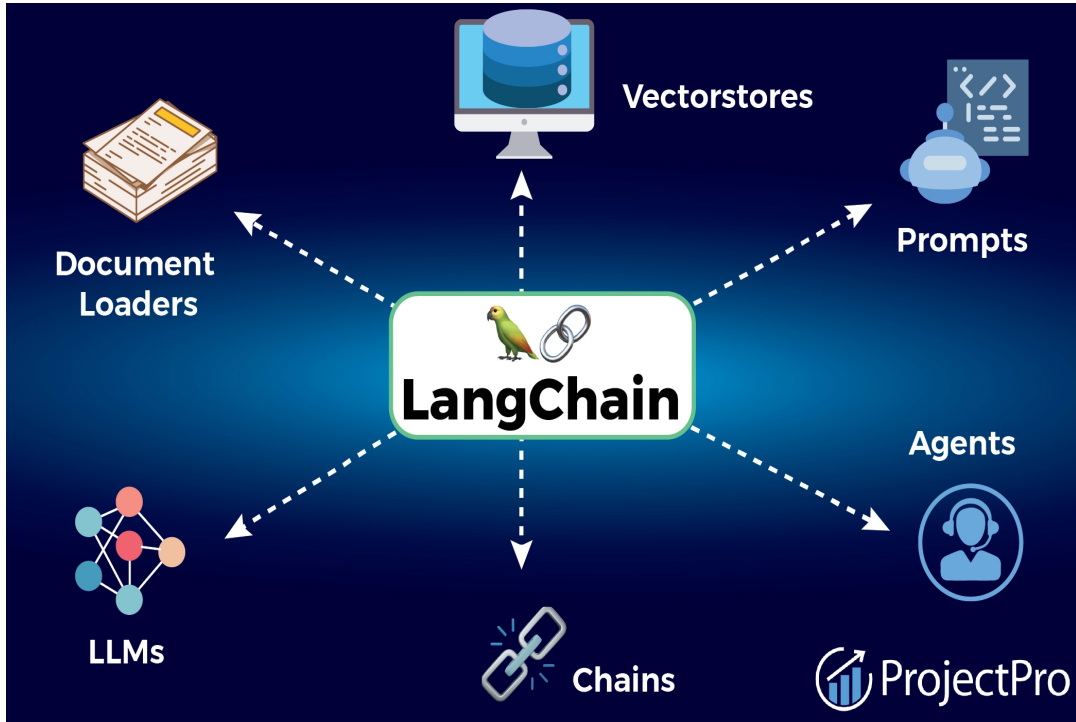 Vectorstores
</>
Prompts
Document
Loaders
LangChain
Agents
LLMs
Chains
ProjectPro